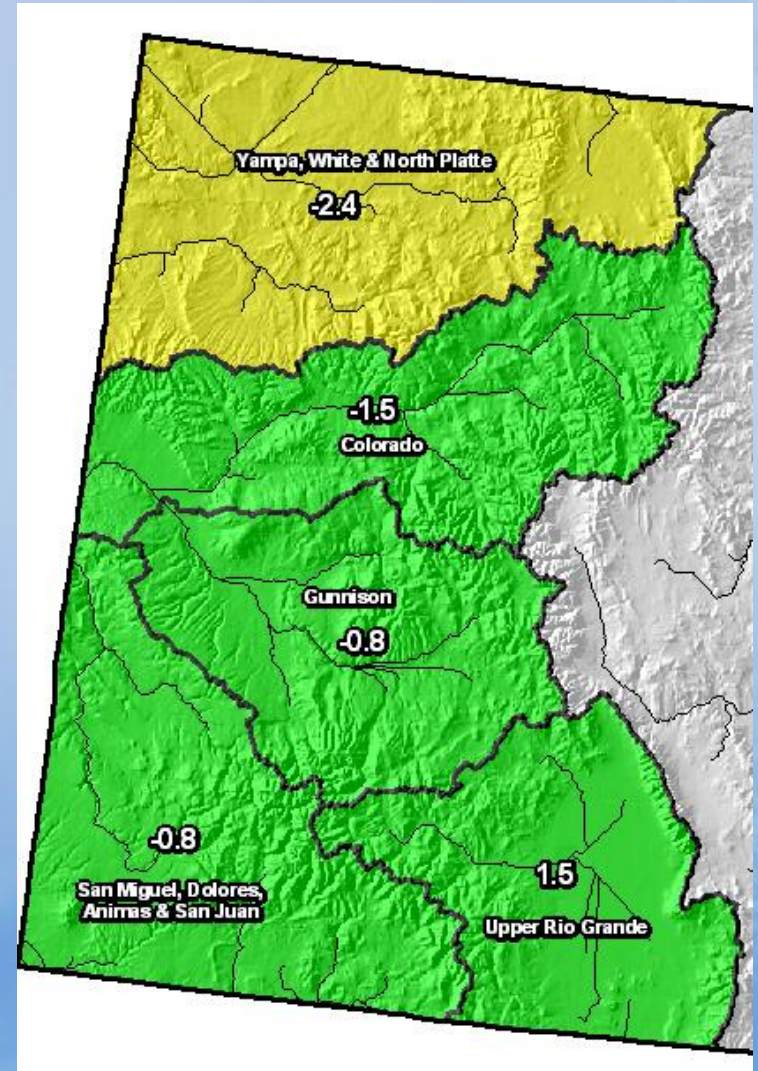 Yampa, White & North Platte
-2.4
-1.5
Colorado
Gunnison
-0.8
-0.8
San Miguel, Dolores,
Animas & San Juan
1.5
Upper Rio Grande